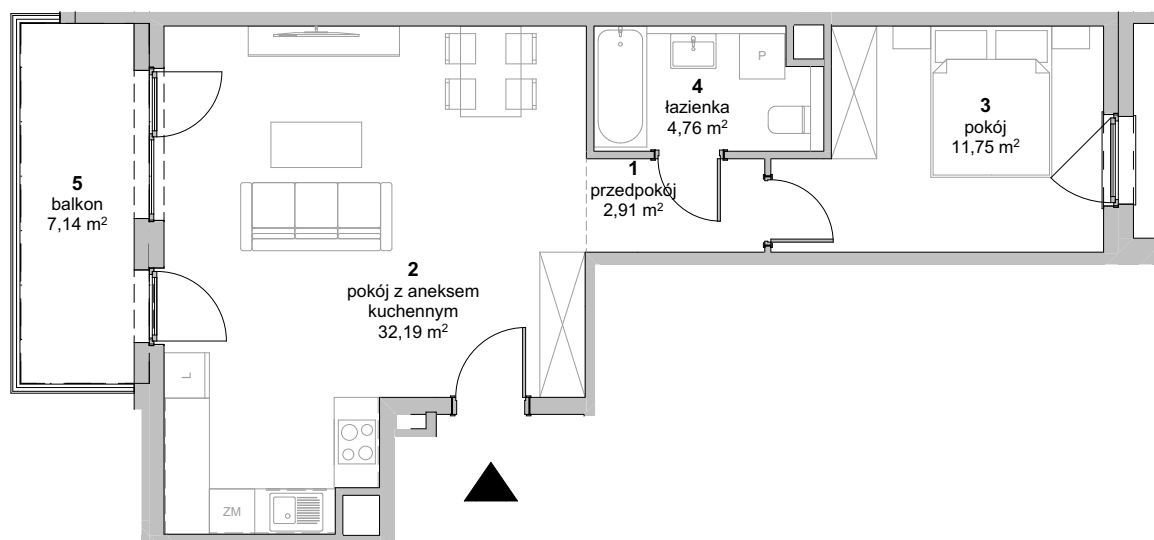 5
balkon
7,14 m²
2
pokój z aneksem
kuchennym
32,19 m²
1
przedpokój
2,91 m²
4
łazienka
4,76 m²
P
3
pokój
11,75 m²
L
ZM